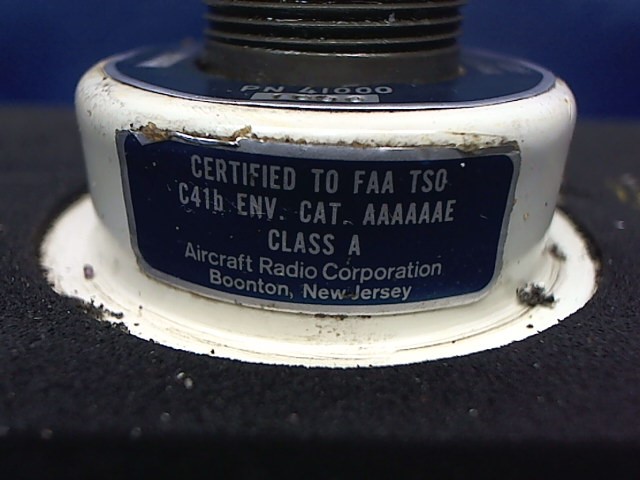 PN 41000
CERTIFIED TO FAA TSO
C41b ENV. CAT. AAAAAAE
CLASS A
Aircraft Radio Corporation
Boonton, New Jersey